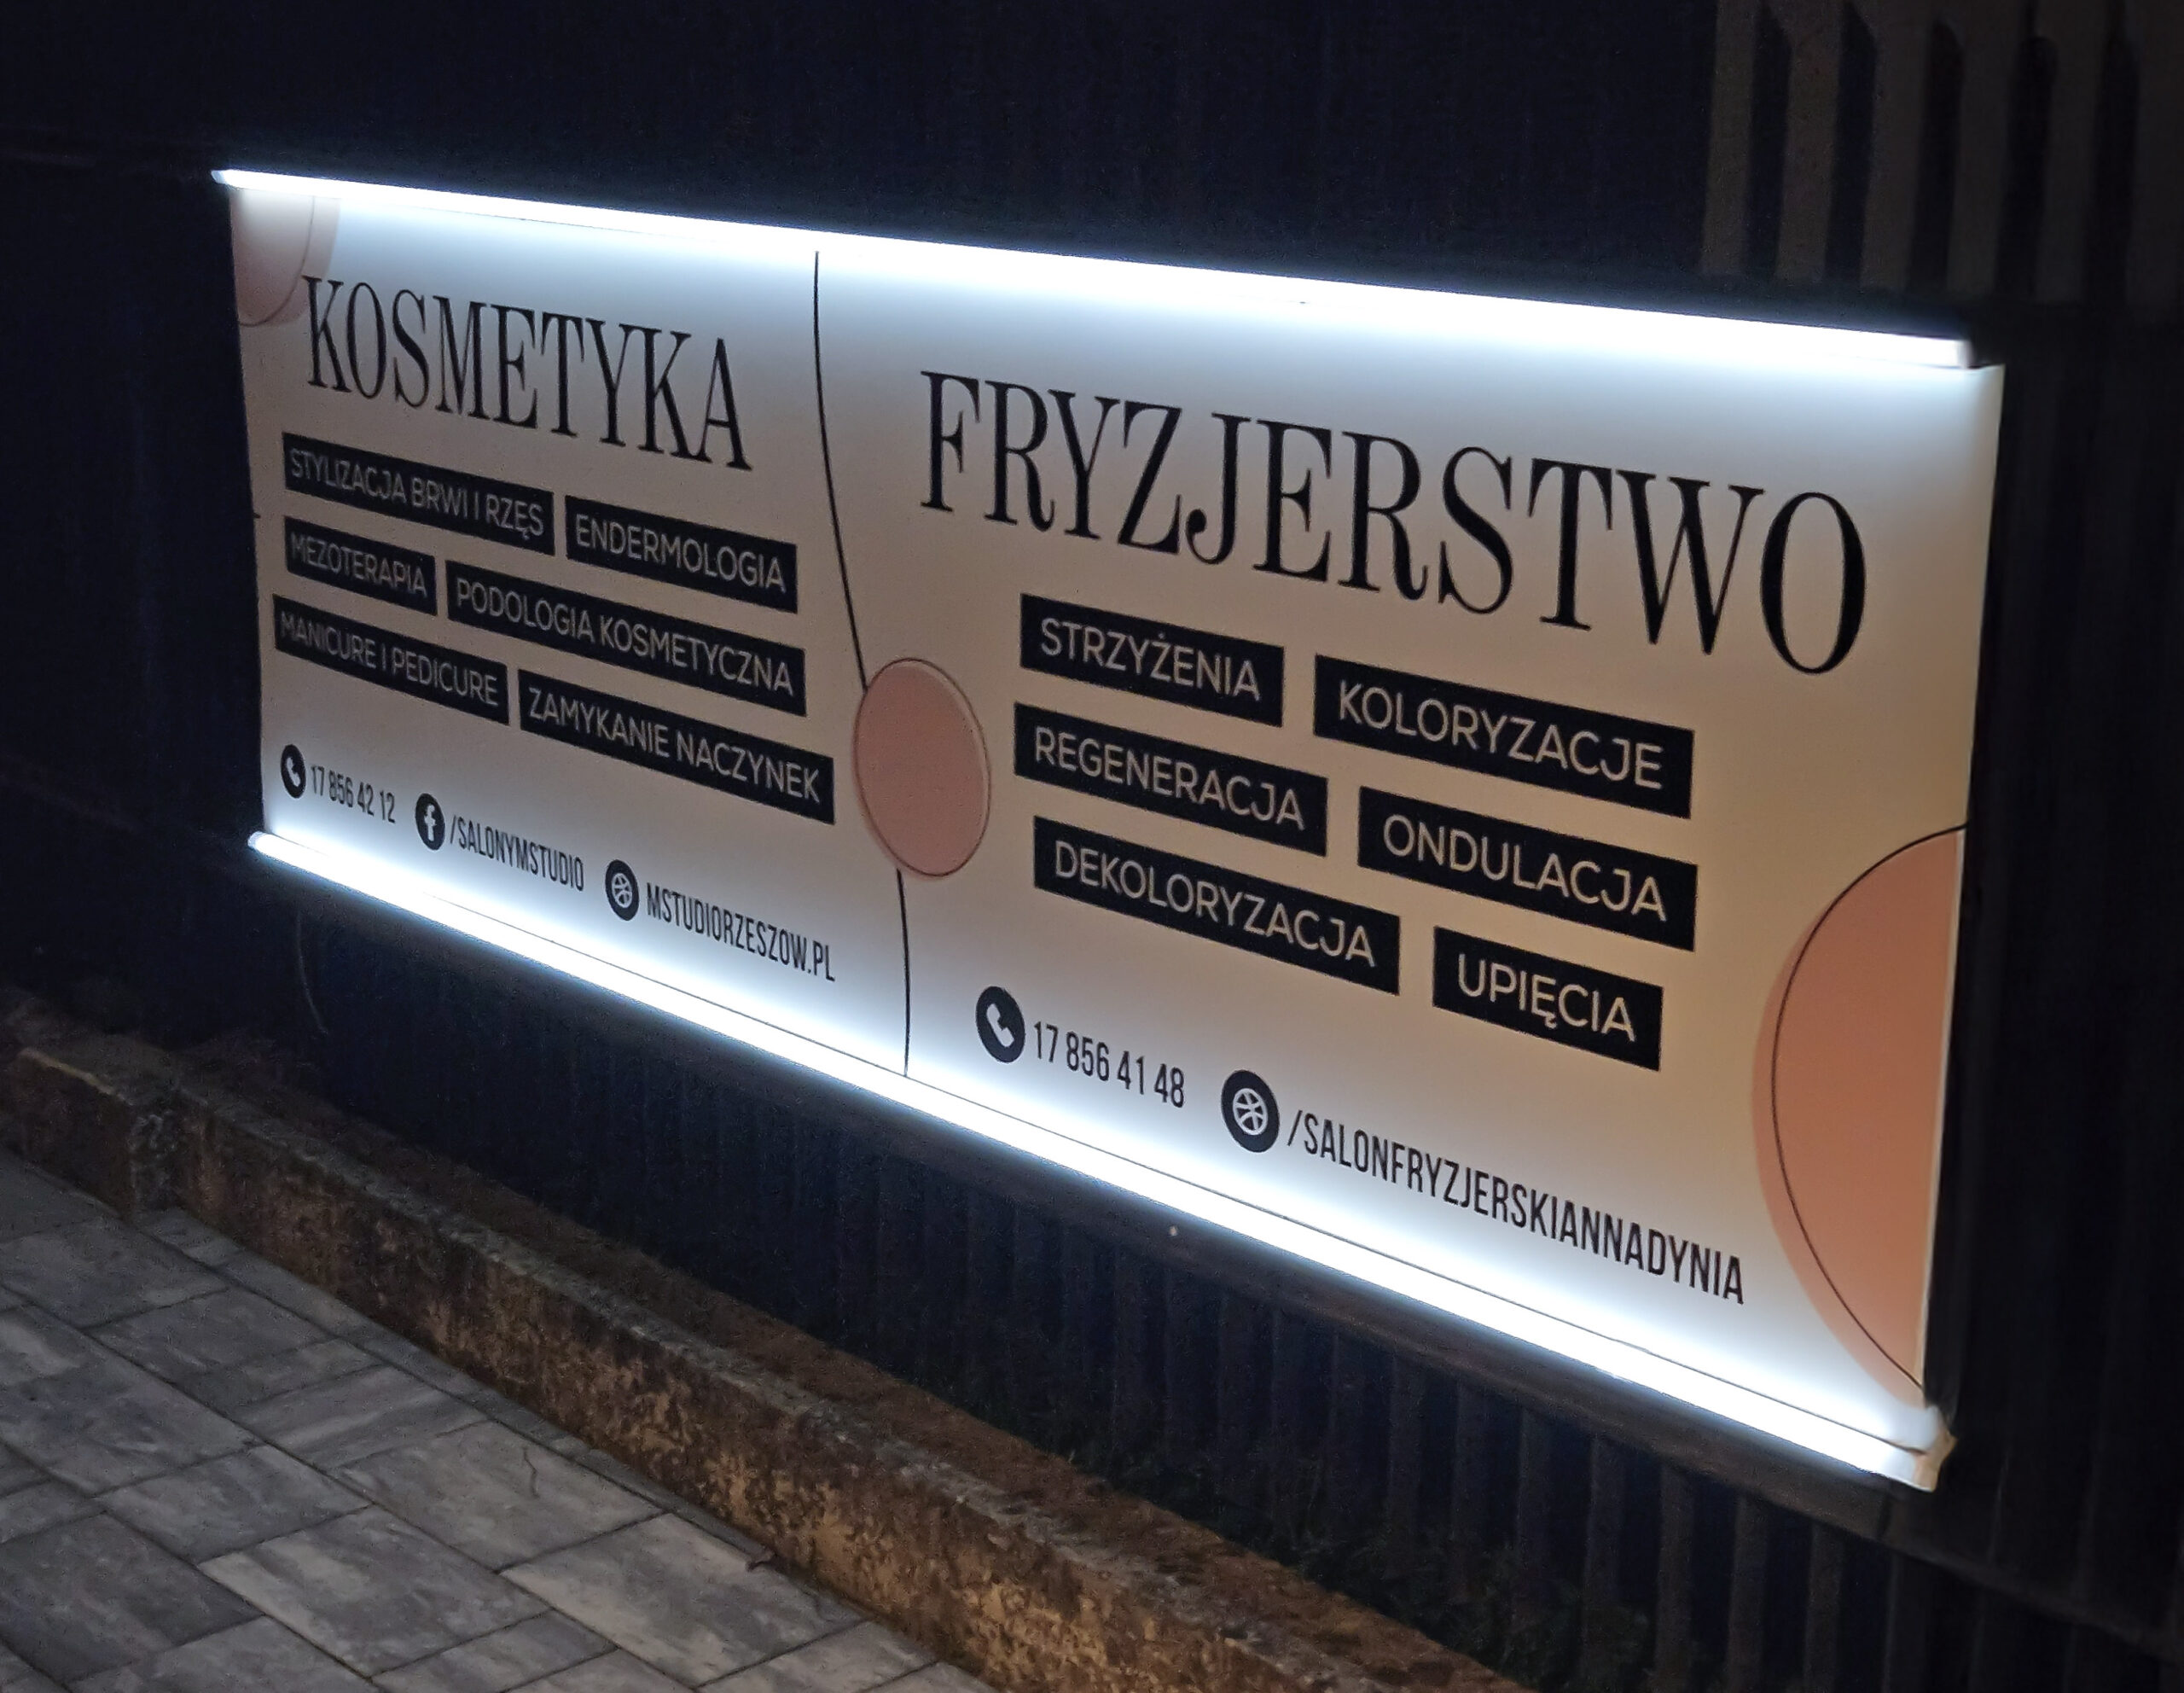 KOSMETYKA
STYLIZACJA BRWI I RZĘS ENDERMOLOGIA
MEZOTERAPIA PODOLOGIA KOSMETYCZNA
MANICURE I PEDICURE ZAMYKANIE NACZYNEK
17 856 42 12 /SALONYMSTUDIO MSTUDIORZESZOW.PL
FRYZJERSTWO
STRZYŻENIA KOLORYZACJE
REGENERACJA ONDULACJA
DEKOLORYZACJA UPIĘCIA
17 856 41 48 /SALONFRYZJERSKIANNADYNIA